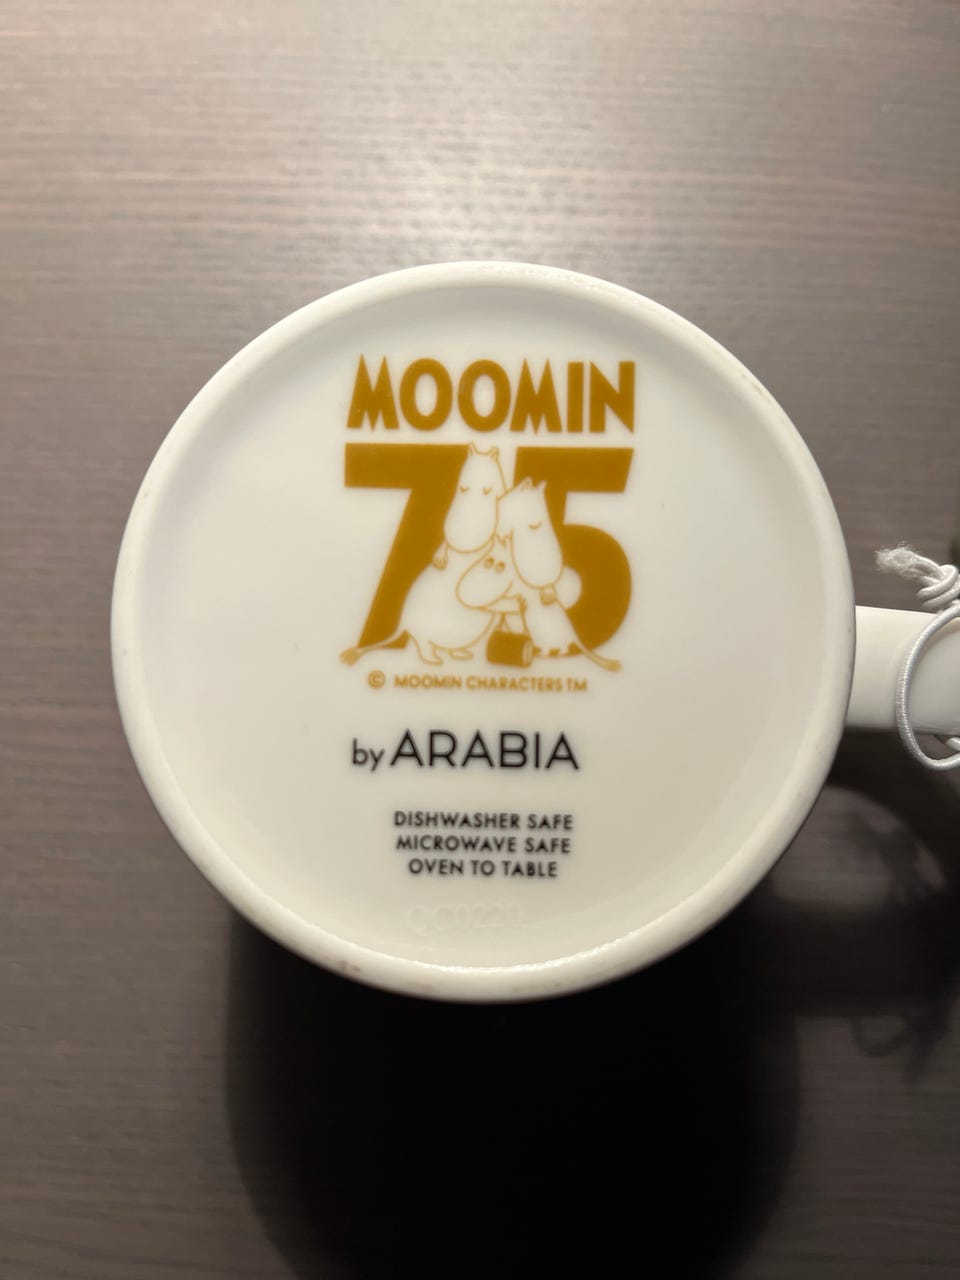 MOOMIN
75
© MOOMIN CHARACTERS TM
by ARABIA
DISHWASHER SAFE
MICROWAVE SAFE
OVEN TO TABLE